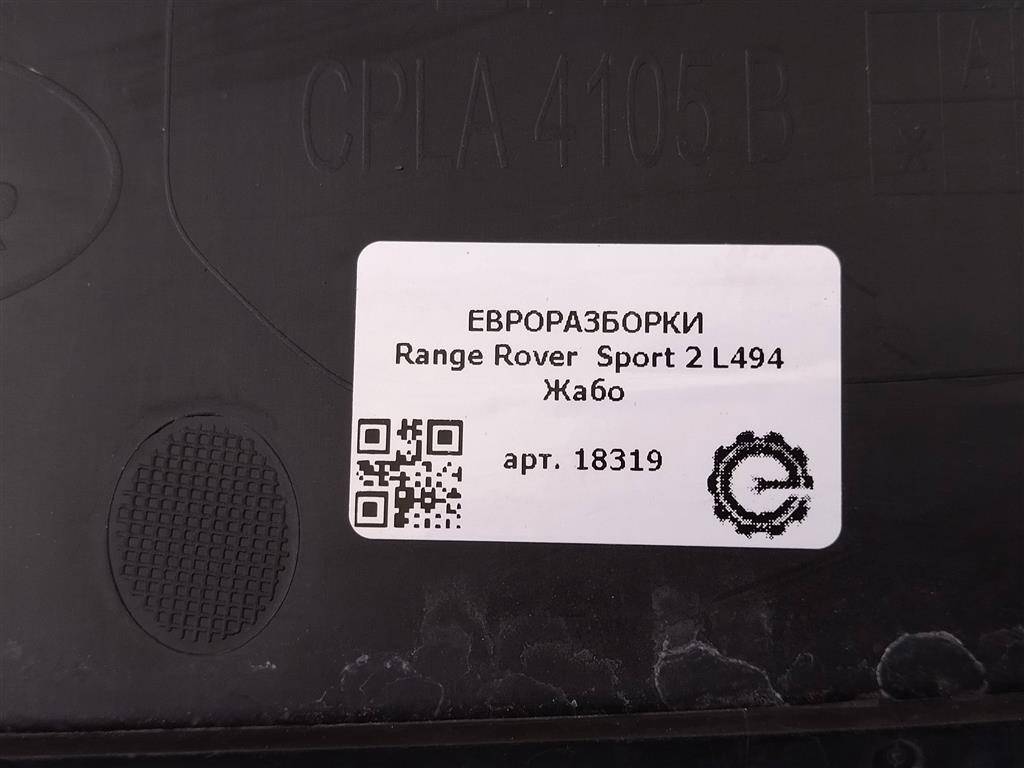 CPLA 4105 B
A
ЕВРОРАЗБОРКИ
Range Rover Sport 2 L494
Жабо
арт. 18319